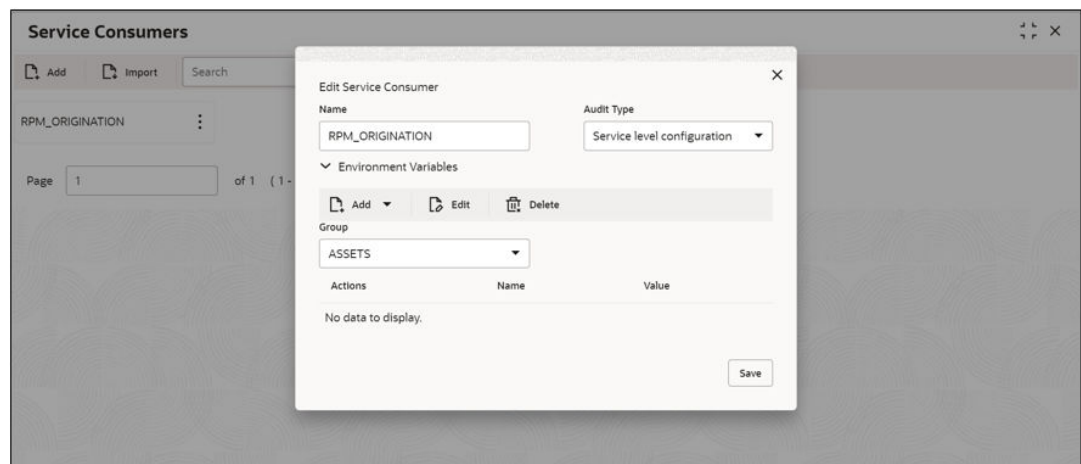 Service Consumers
Add Import Search
RPM_ORIGINATION
Page 1 of 1 (1 -
Edit Service Consumer
Name Audit Type
RPM_ORIGINATION Service level configuration
Environment Variables
Add Edit Delete
Group
ASSETS
Actions Name Value
No data to display.
Save